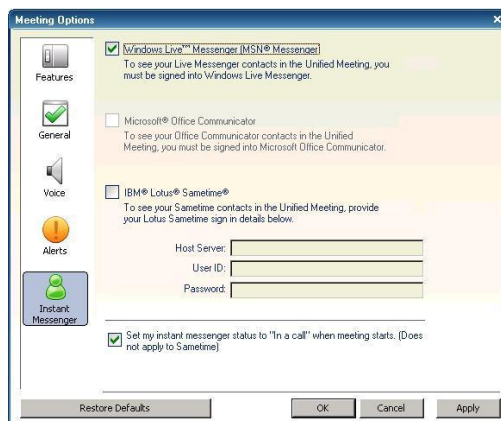 Meeting Options
Features
General
Voice
Alerts
Instant
Messenger
Windows Live™ Messenger (MSN® Messenger
To see your Live Messenger contacts in the Unified Meeting, you
must be signed into Windows Live Messenger.
Microsoft® Office Communicator
To see your Office Communicator contacts in the Unified
Meeting, you must be signed into Microsoft Office Communicator.
IBM® Lotus® Sametime®
To see your Sametime contacts in the Unified Meeting, provide
your Lotus Sametime sign in details below.
Host Server:
User ID:
Password:
Set my instant messenger status to "In a call" when meeting starts. (Does
not apply to Sametime)
Restore Defaults
OK
Cancel
Apply